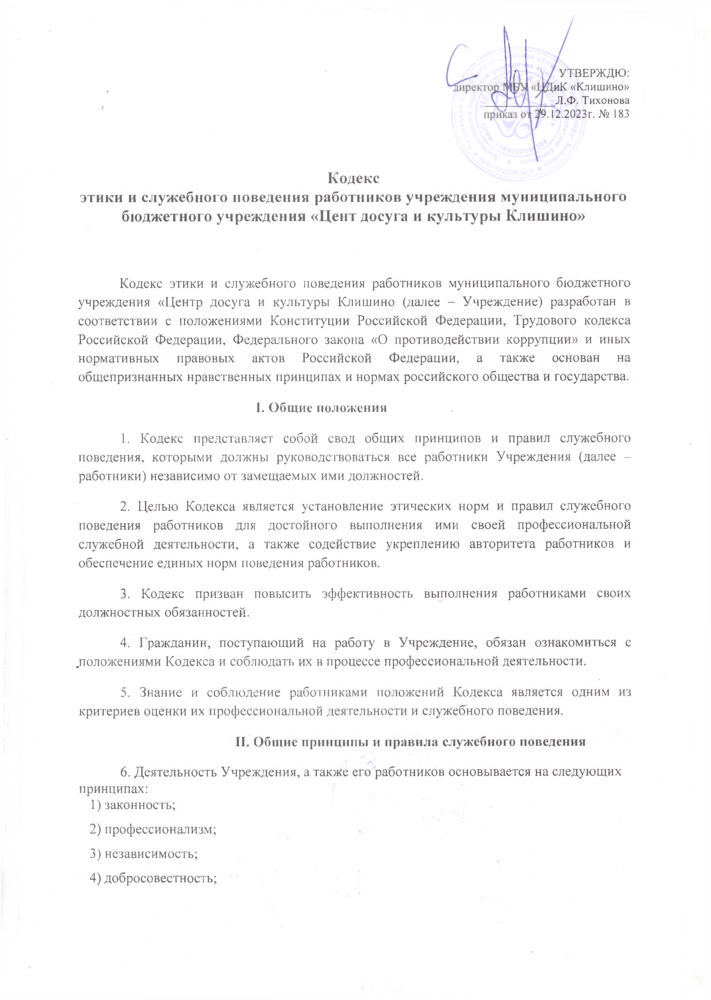 УТВЕРЖДЮ:
директор МБУ «ЦДиК «Клишино»
____________Л.Ф. Тихонова
приказ от 29.12.2023г. № 183
Кодекс
этики и служебного поведения работников учреждения муниципального
бюджетного учреждения «Цент досуга и культуры Клишино»
Кодекс этики и служебного поведения работников муниципального бюджетного
учреждения «Центр досуга и культуры Клишино (далее – Учреждение) разработан в
соответствии с положениями Конституции Российской Федерации, Трудового кодекса
Российской Федерации, Федерального закона «О противодействии коррупции» и иных
нормативных правовых актов Российской Федерации, а также основан на
общепризнанных нравственных принципах и нормах российского общества и государства.
I. Общие положения
1. Кодекс представляет собой свод общих принципов и правил служебного
поведения, которыми должны руководствоваться все работники Учреждения (далее –
работники) независимо от замещаемых ими должностей.
2. Целью Кодекса является установление этических норм и правил служебного
поведения работников для достойного выполнения ими своей профессиональной
служебной деятельности, а также содействие укреплению авторитета работников и
обеспечение единых норм поведения работников.
3. Кодекс призван повысить эффективность выполнения работниками своих
должностных обязанностей.
4. Гражданин, поступающий на работу в Учреждение, обязан ознакомиться с
положениями Кодекса и соблюдать их в процессе профессиональной деятельности.
5. Знание и соблюдение работниками положений Кодекса является одним из
критериев оценки их профессиональной деятельности и служебного поведения.
II. Общие принципы и правила служебного поведения
6. Деятельность Учреждения, а также его работников основывается на следующих
принципах:
1) законность;
2) профессионализм;
3) независимость;
4) добросовестность;